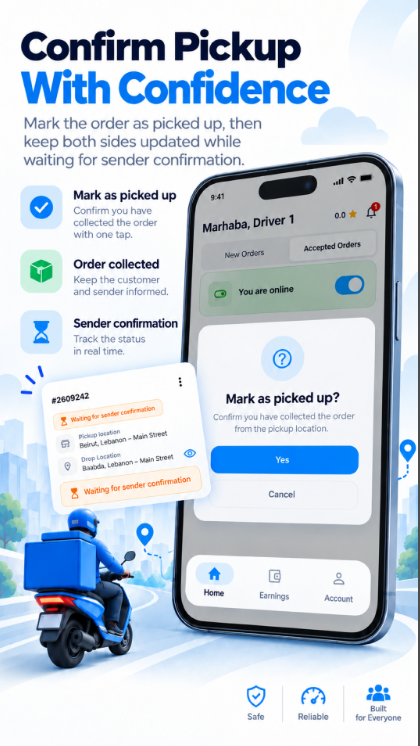 Confirm Pickup
With Confidence
Mark the order as picked up, then
keep both sides updated while
waiting for sender confirmation.
Mark as picked up
Confirm you have
collected the order
with one tap.
Order collected
Keep the customer
and sender informed.
Sender confirmation
Track the status
in real time.
#2609242
Waiting for sender confirmation
Pickup location
Beirut, Lebanon – Main Street
Drop Location
Baabda, Lebanon – Main Street
Waiting for sender confirmation
9:41
Marhaba, Driver 1
0.0
1
New Orders
Accepted Orders
You are online
Mark as picked up?
Confirm you have collected the order
from the pickup location.
Yes
Cancel
Home
Earnings
Account
Safe
Reliable
Built
for Everyone